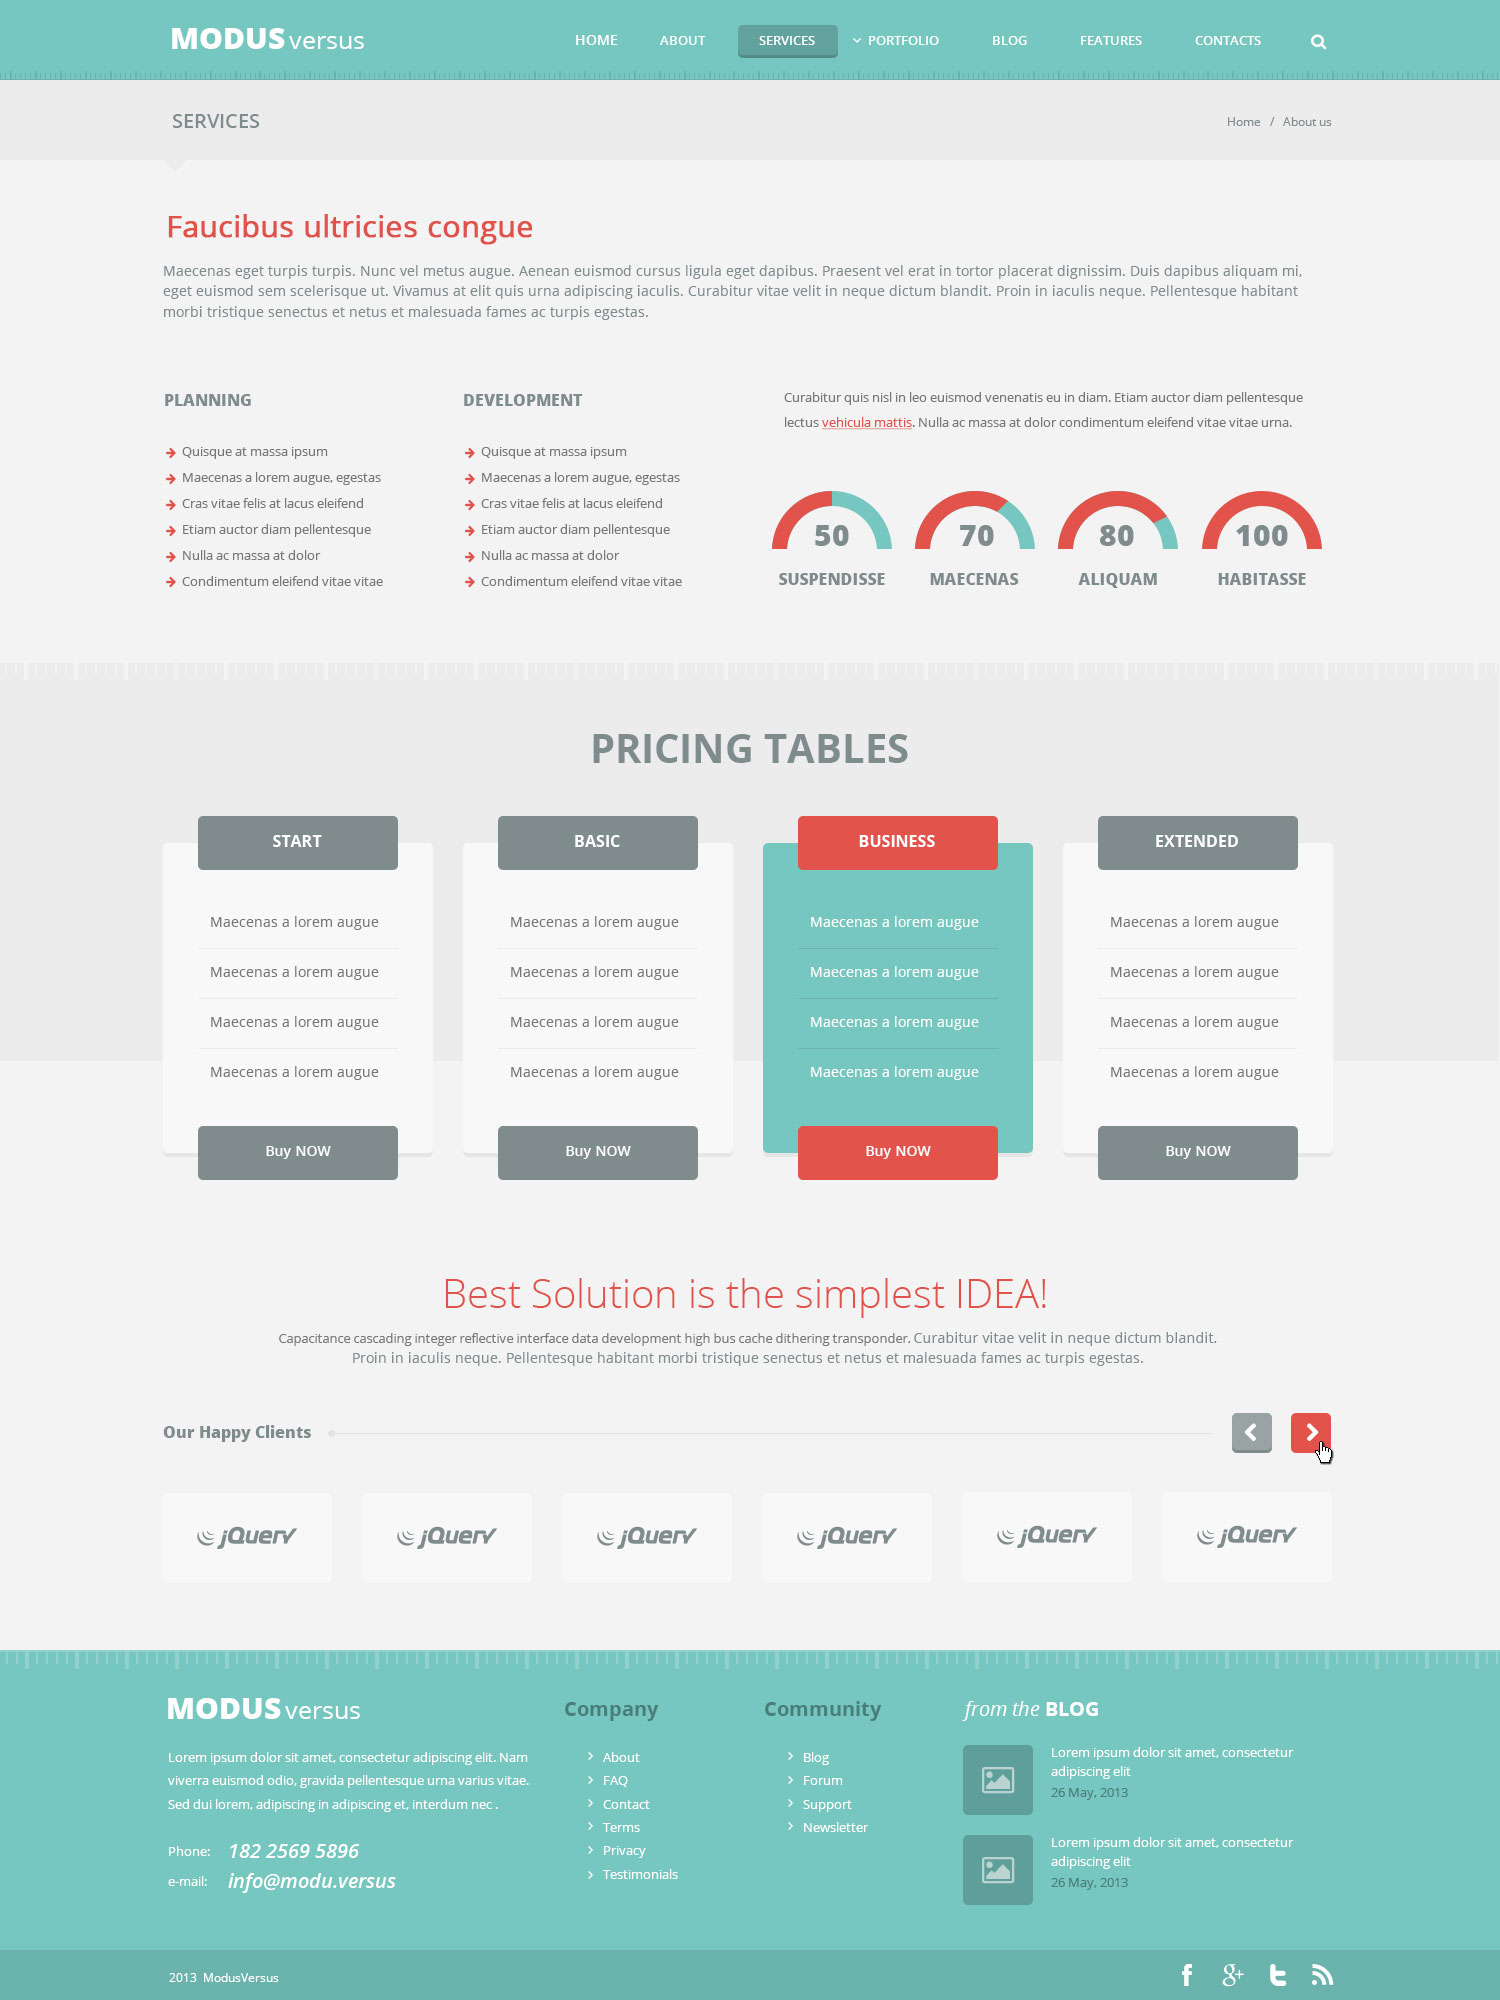 MODUS versus
HOME ABOUT SERVICES PORTFOLIO BLOG FEATURES CONTACTS
SERVICES
Home / About us
Faucibus ultricies congue
Maecenas eget turpis turpis. Nunc vel metus augue. Aenean euismod cursus ligula eget dapibus. Praesent vel erat in tortor placerat dignissim. Duis dapibus aliquam mi,
eget euismod sem scelerisque ut. Vivamus at elit quis urna adipiscing iaculis. Curabitur vitae velit in neque dictum blandit. Proin in iaculis neque. Pellentesque habitant
morbi tristique senectus et netus et malesuada fames ac turpis egestas.
PLANNING
Quisque at massa ipsum
Maecenas a lorem augue, egestas
Cras vitae felis at lacus eleifend
Etiam auctor diam pellentesque
Nulla ac massa at dolor
Condimentum eleifend vitae vitae
DEVELOPMENT
Quisque at massa ipsum
Maecenas a lorem augue, egestas
Cras vitae felis at lacus eleifend
Etiam auctor diam pellentesque
Nulla ac massa at dolor
Condimentum eleifend vitae vitae
Curabitur quis nisl in leo euismod venenatis eu in diam. Etiam auctor diam pellentesque
lectus vehicula mattis. Nulla ac massa at dolor condimentum eleifend vitae vitae urna.
50 70 80 100
SUSPENDISSE MAECENAS ALIQUAM HABITASSE
PRICING TABLES
START
Maecenas a lorem augue
Maecenas a lorem augue
Maecenas a lorem augue
Maecenas a lorem augue
Buy NOW
BASIC
Maecenas a lorem augue
Maecenas a lorem augue
Maecenas a lorem augue
Maecenas a lorem augue
Buy NOW
BUSINESS
Maecenas a lorem augue
Maecenas a lorem augue
Maecenas a lorem augue
Maecenas a lorem augue
Buy NOW
EXTENDED
Maecenas a lorem augue
Maecenas a lorem augue
Maecenas a lorem augue
Maecenas a lorem augue
Buy NOW
Best Solution is the simplest IDEA!
Capacitance cascading integer reflective interface data development high bus cache dithering transponder. Curabitur vitae velit in neque dictum blandit.
Proin in iaculis neque. Pellentesque habitant morbi tristique senectus et netus et malesuada fames ac turpis egestas.
Our Happy Clients
jQuery jQuery jQuery jQuery jQuery jQuery
MODUS versus
Lorem ipsum dolor sit amet, consectetur adipiscing elit. Nam
viverra euismod odio, gravida pellentesque urna varius vitae.
Sed dui lorem, adipiscing in adipiscing et, interdum nec .
Phone: 182 2569 5896
e-mail: info@modu.versus
Company
About
FAQ
Contact
Terms
Privacy
Testimonials
Community
Blog
Forum
Support
Newsletter
from the BLOG
Lorem ipsum dolor sit amet, consectetur
adipiscing elit
26 May, 2013
Lorem ipsum dolor sit amet, consectetur
adipiscing elit
26 May, 2013
2013 ModusVersus